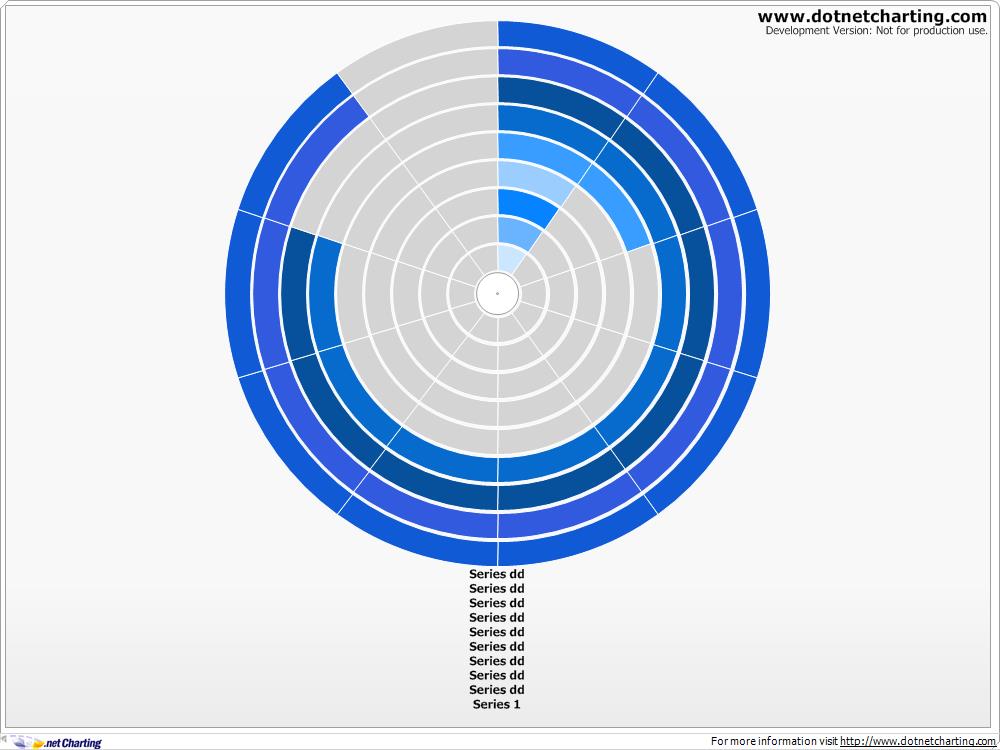 www.dotnetcharting.com
Development Version: Not for production use.
Series dd
Series dd
Series dd
Series dd
Series dd
Series dd
Series dd
Series dd
Series dd
Series 1
.net Charting
For more information visit http://www.dotnetcharting.com